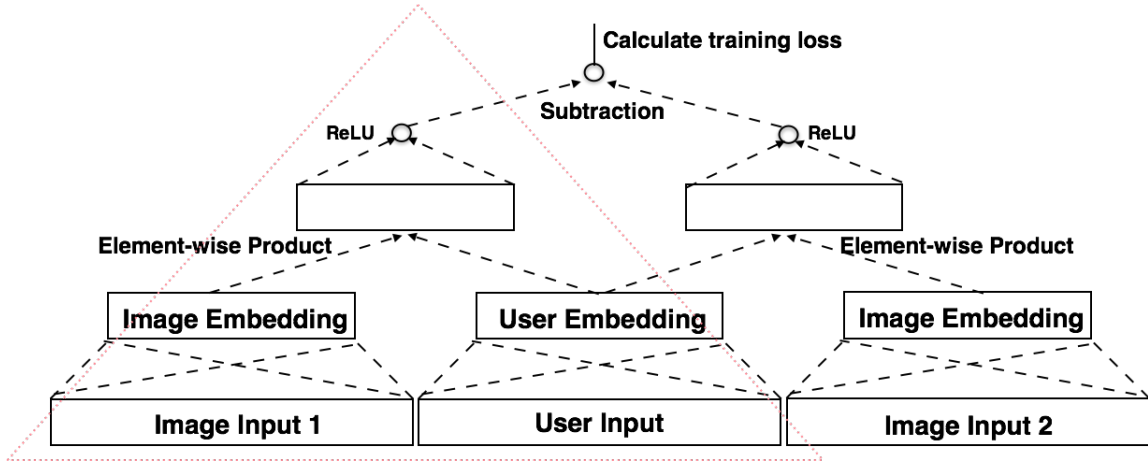 Calculate training loss
Subtraction
ReLU
ReLU
Element-wise Product
Element-wise Product
Image Embedding
User Embedding
Image Embedding
Image Input 1
User Input
Image Input 2